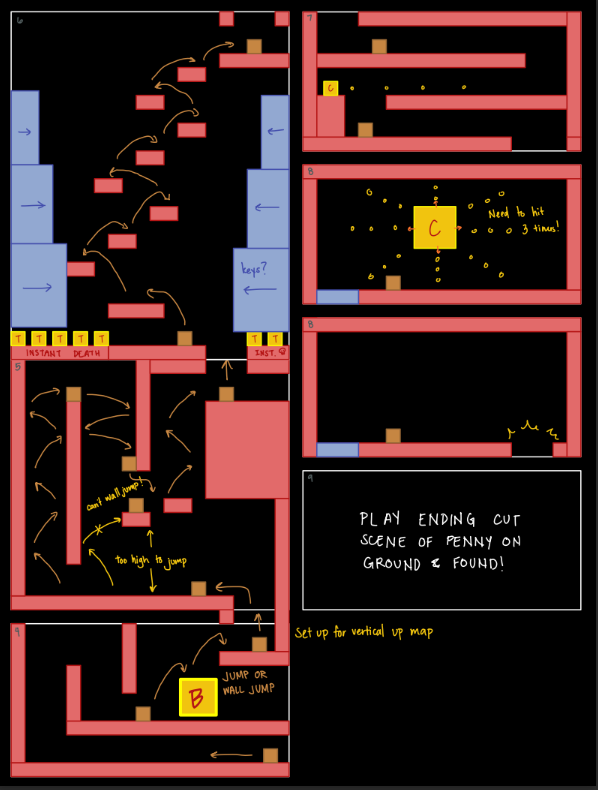 6
keys?
T T T T T
T T
INSTANT DEATH
INST.
5
can't wall jump!
too high to jump
9
B
JUMP OR
WALL JUMP
Set up for vertical up map
7
C
8
C
Need to hit
3 times!
8
9
PLAY ENDING CUT
SCENE OF PENNY ON
GROUND & FOUND!